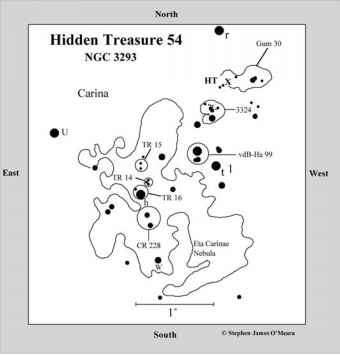 North
Hidden Treasure 54
NGC 3293
r
Gum 30
HT
X
Carina
3324
U
TR 15
vdB-Ha 99
East
West
TR 14
t 1
TR 16
h
CR 228
Eta Carinae
Nebula
W
1°
South
© Stephen James O'Meara